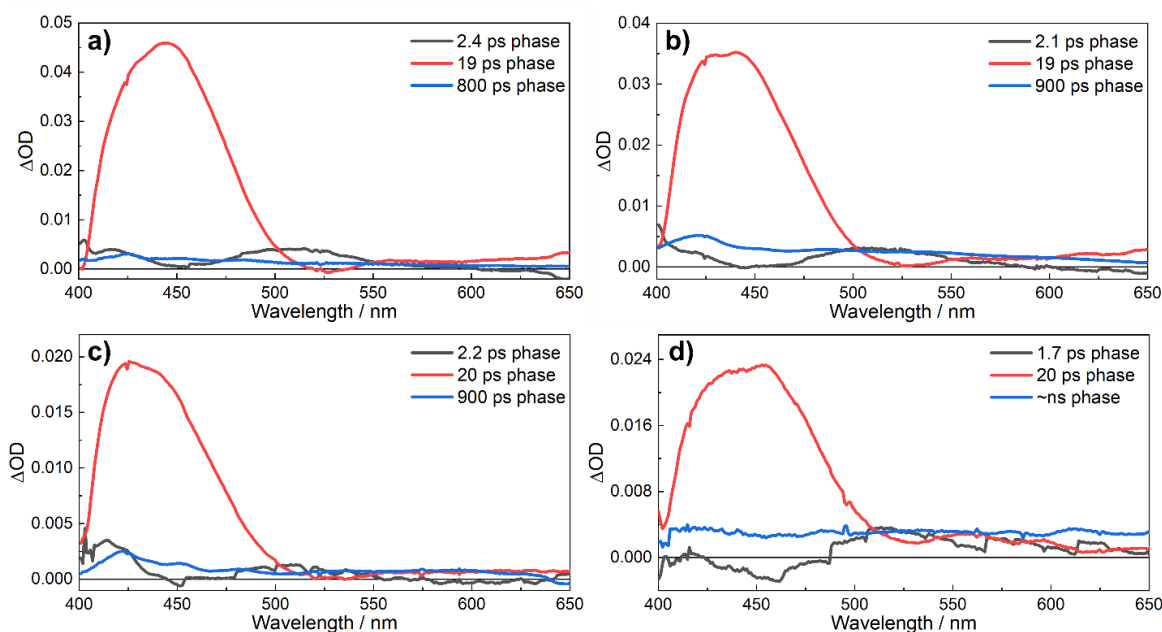 a)
2.4 ps phase
19 ps phase
800 ps phase
0.05
0.04
0.03
0.02
0.01
0.00
ΔOD
400 450 500 550 600 650
Wavelength / nm
b)
2.1 ps phase
19 ps phase
900 ps phase
0.04
0.03
0.02
0.01
0.00
ΔOD
400 450 500 550 600 650
Wavelength / nm
c)
2.2 ps phase
20 ps phase
900 ps phase
0.020
0.015
0.010
0.005
0.000
ΔOD
400 450 500 550 600 650
Wavelength / nm
d)
1.7 ps phase
20 ps phase
~ns phase
0.024
0.016
0.008
0.000
ΔOD
400 450 500 550 600 650
Wavelength / nm